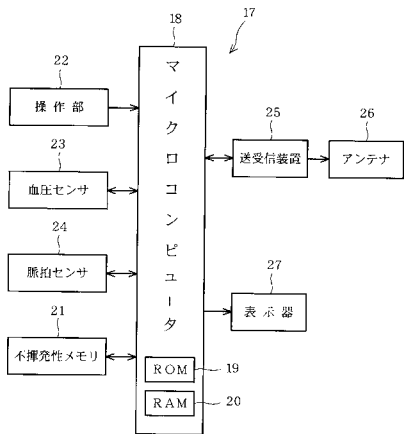 17
18
マイクロコンピュータ
22
操作部
23
血圧センサ
24
脈拍センサ
21
不揮発性メモリ
25
送受信装置
26
アンテナ
27
表示器
ROM
19
RAM
20